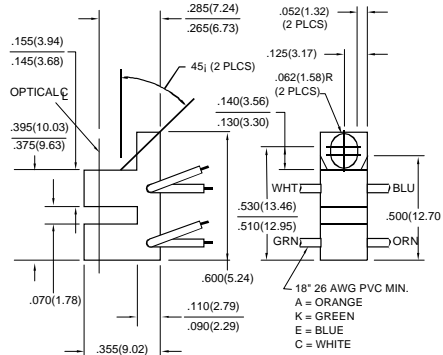 .285(7.24)
.265(6.73)
.052(1.32)
(2 PLCS)
.155(3.94)
.145(3.68)
.125(3.17)
45¡ (2 PLCS)
.062(1.58)R
(2 PLCS)
OPTICAL CL
.140(3.56)
.130(3.30)
.395(10.03)
.375(9.63)
WHT
BLU
.530(13.46)
.510(12.95)
.500(12.70
GRN
ORN
.600(5.24)
.070(1.78)
.110(2.79)
.090(2.29)
18" 26 AWG PVC MIN.
A = ORANGE
K = GREEN
E = BLUE
C = WHITE
.355(9.02)